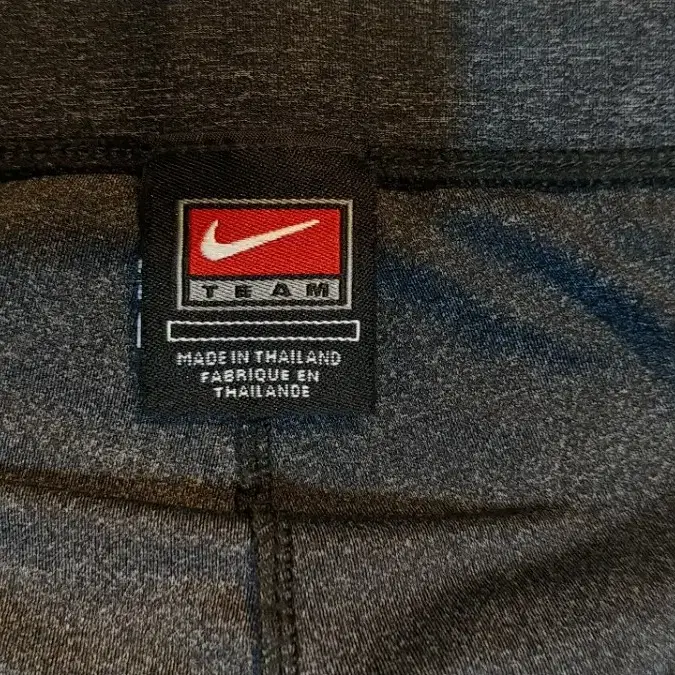 TEAM
MADE IN THAILAND
FABRIQUE EN
THAILANDE